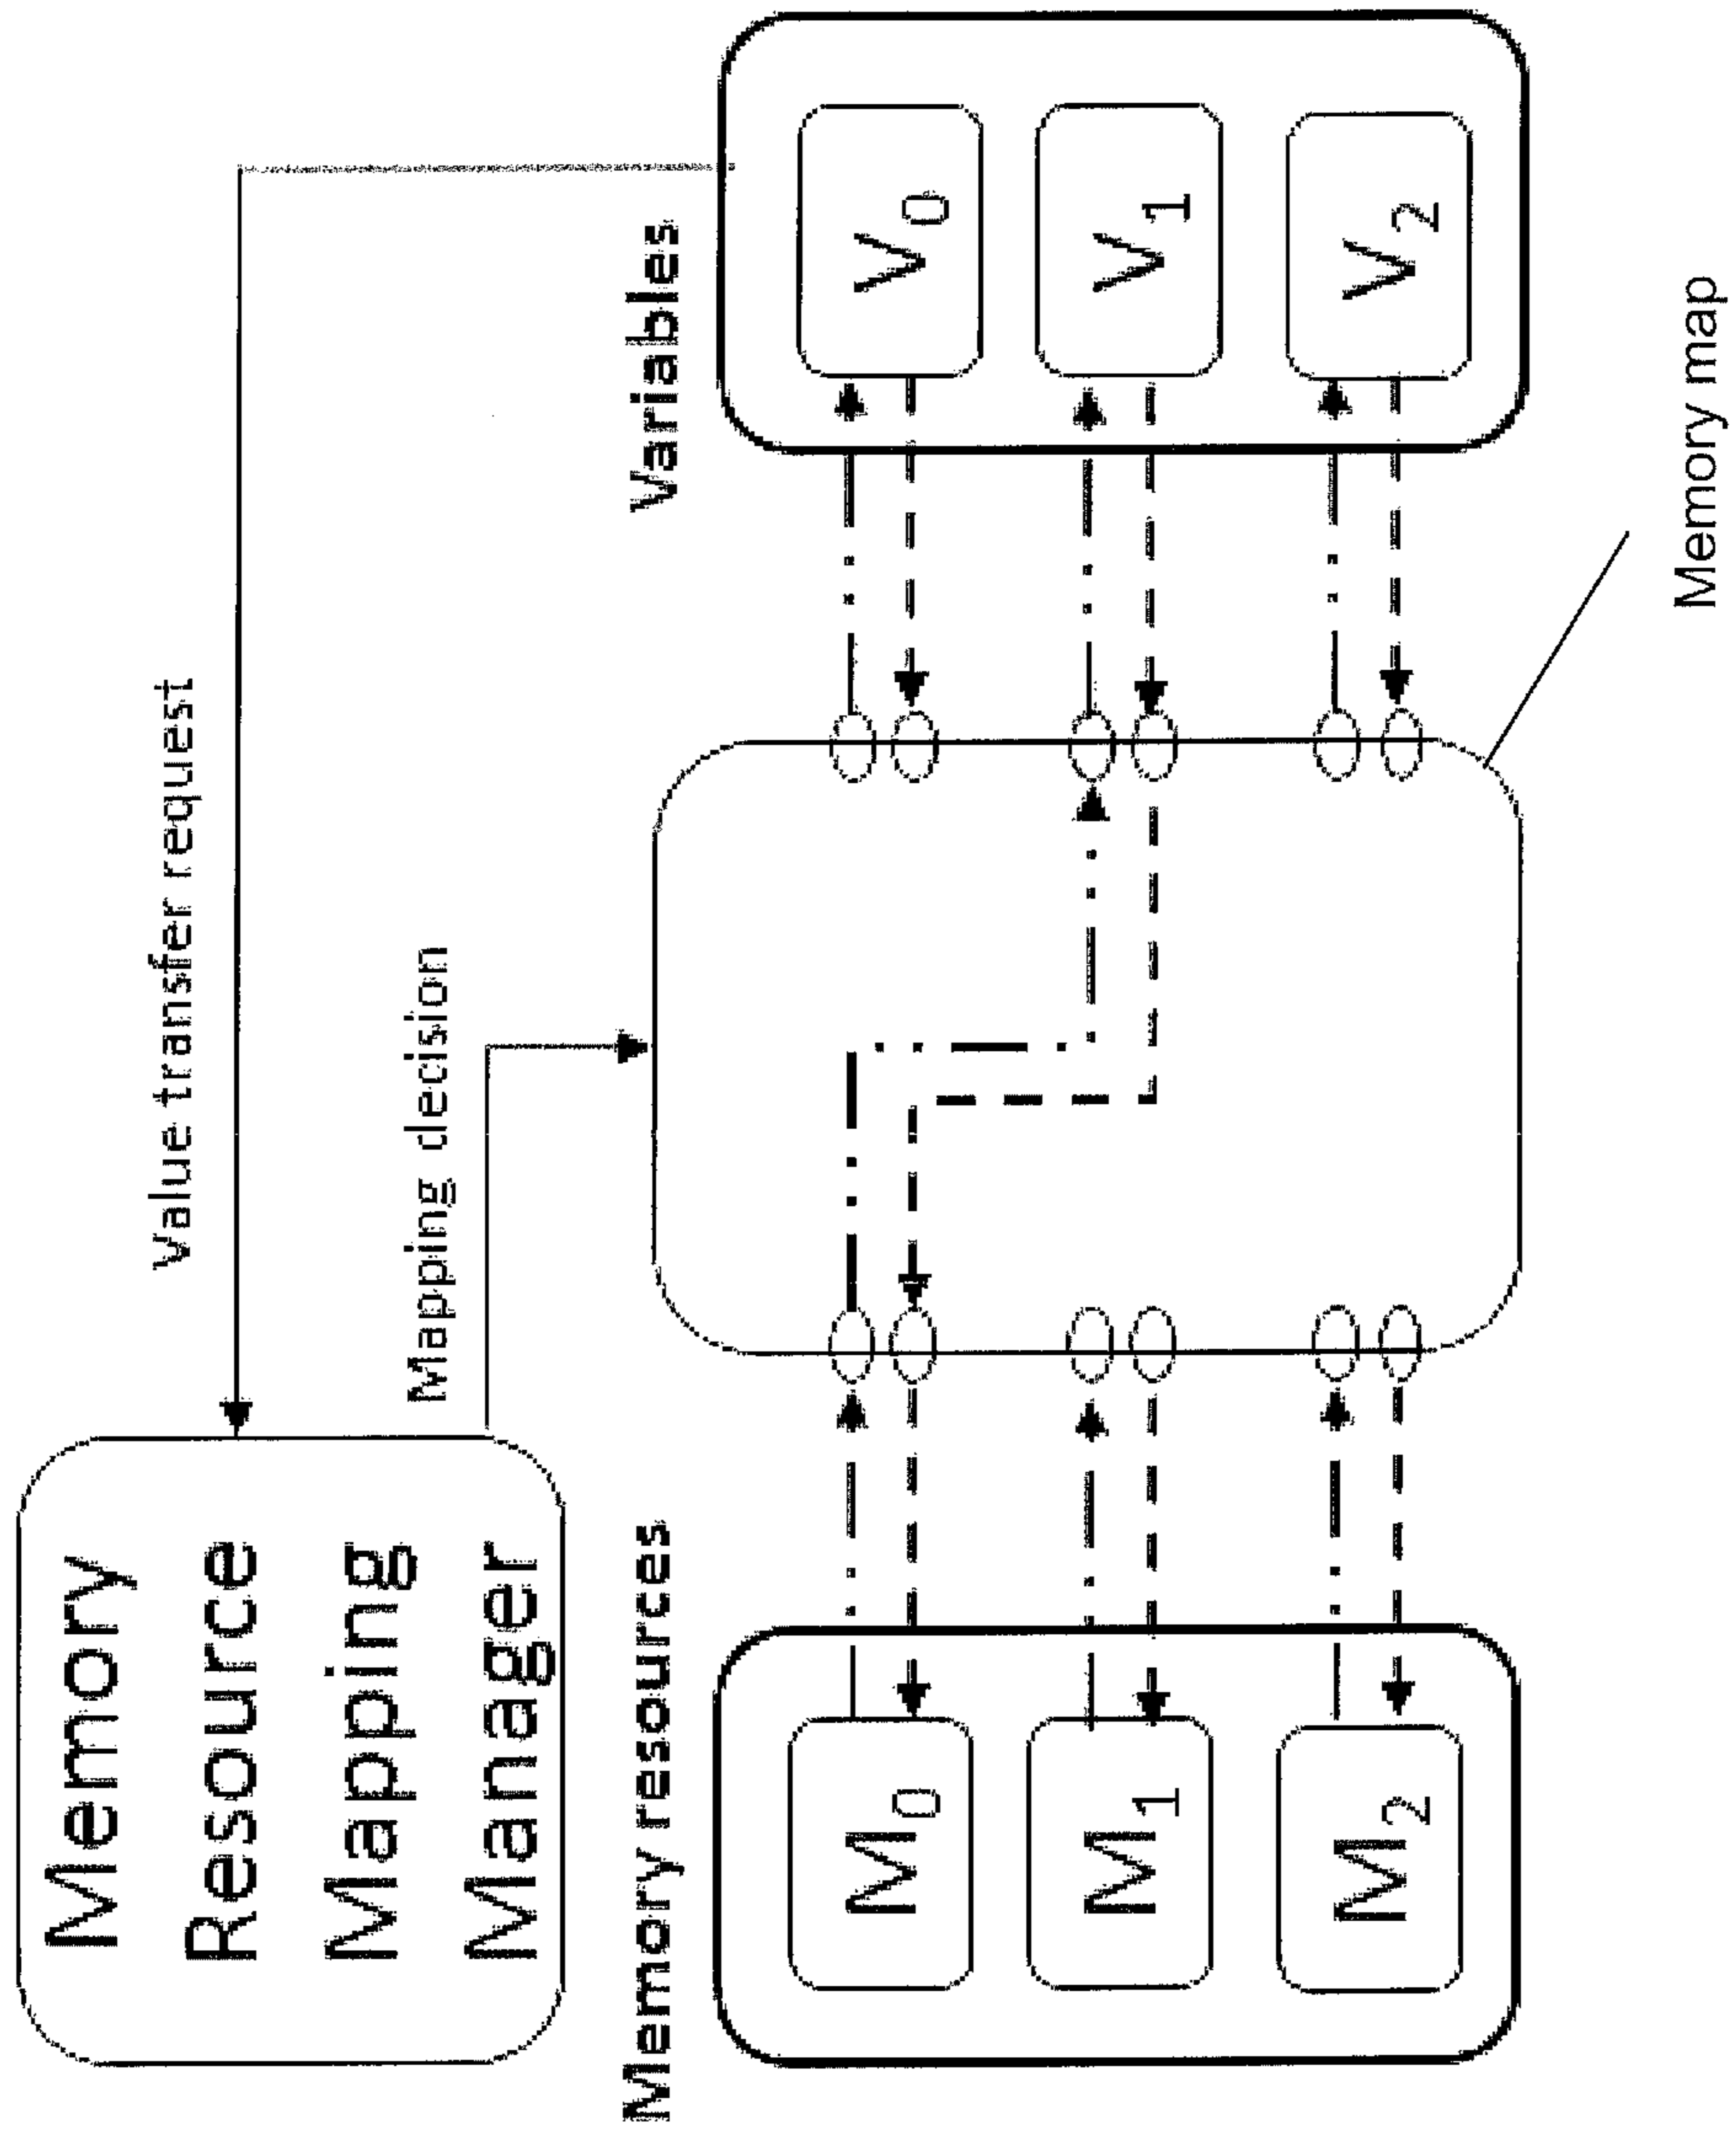 Memory
Resource
Mapping
Manager
Value transfer request
Mapping decision
Memory resources
Variables
M0
M1
M2
V0
V1
V2
Memory map